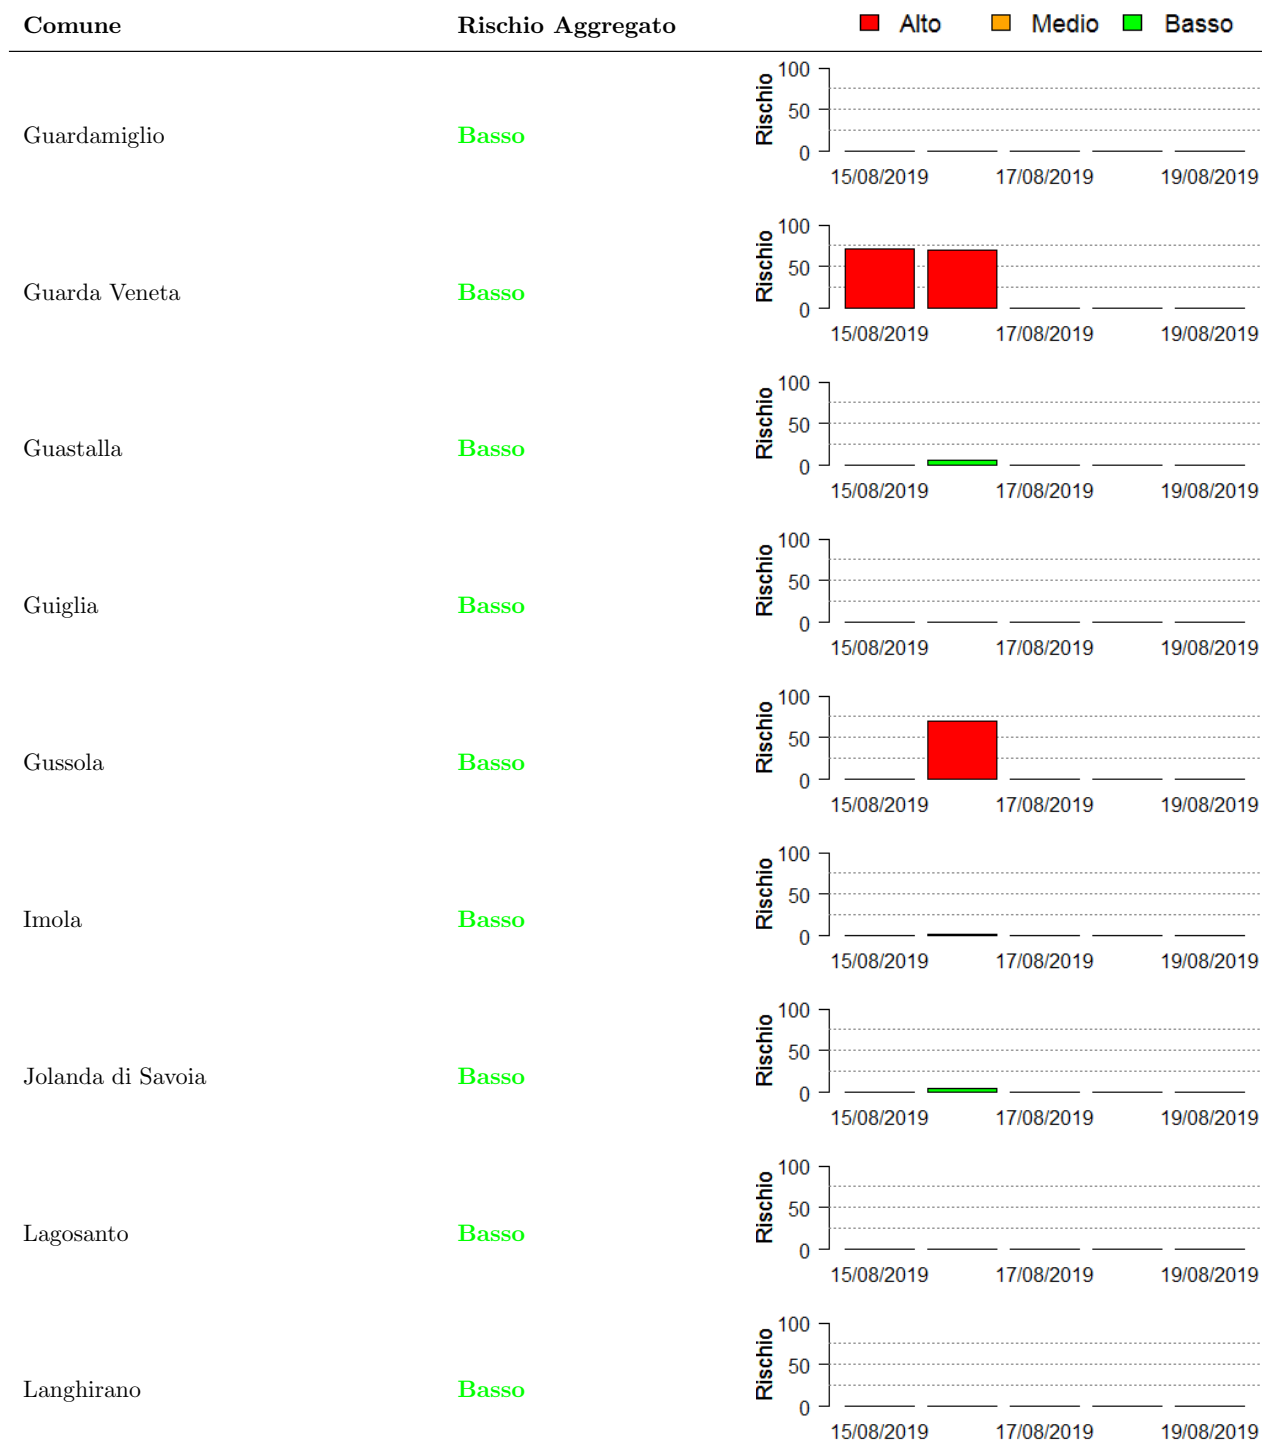 Comune Rischio Aggregato Alto Medio Basso
Guardamiglio Basso
Rischio
100
50
0
15/08/2019 17/08/2019 19/08/2019
Guarda Veneta Basso
Rischio
100
50
0
15/08/2019 17/08/2019 19/08/2019
Guastalla Basso
Rischio
100
50
0
15/08/2019 17/08/2019 19/08/2019
Guiglia Basso
Rischio
100
50
0
15/08/2019 17/08/2019 19/08/2019
Gussola Basso
Rischio
100
50
0
15/08/2019 17/08/2019 19/08/2019
Imola Basso
Rischio
100
50
0
15/08/2019 17/08/2019 19/08/2019
Jolanda di Savoia Basso
Rischio
100
50
0
15/08/2019 17/08/2019 19/08/2019
Lagosanto Basso
Rischio
100
50
0
15/08/2019 17/08/2019 19/08/2019
Langhirano Basso
Rischio
100
50
0
15/08/2019 17/08/2019 19/08/2019